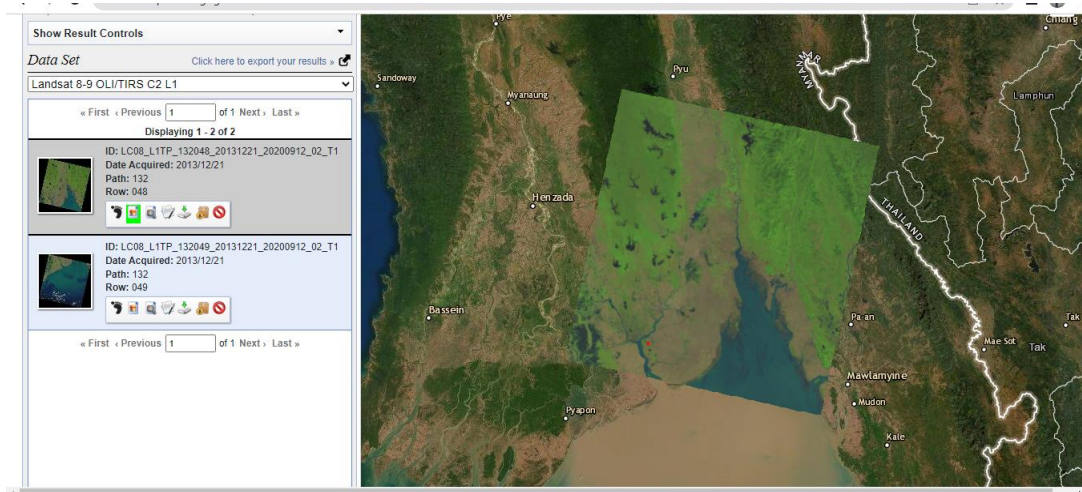 Show Result Controls
Data Set
Click here to export your results »
Landsat 8-9 OLI/TIRS C2 L1
« First ‹ Previous 1 of 1 Next › Last »
Displaying 1 - 2 of 2
ID: LC08_L1TP_132048_20131221_20200912_02_T1
Date Acquired: 2013/12/21
Path: 132
Row: 048
ID: LC08_L1TP_132049_20131221_20200912_02_T1
Date Acquired: 2013/12/21
Path: 132
Row: 049
« First ‹ Previous 1 of 1 Next › Last »
Pye
Chiang
Sandoway
Pyu
MYANMAR
Myanaung
Lamphun
Henzada
THAILAND
Bassein
Pa-an
Tak
Mae Sot
Tak
Mawlamyine
Mudon
Pyapon
Kale